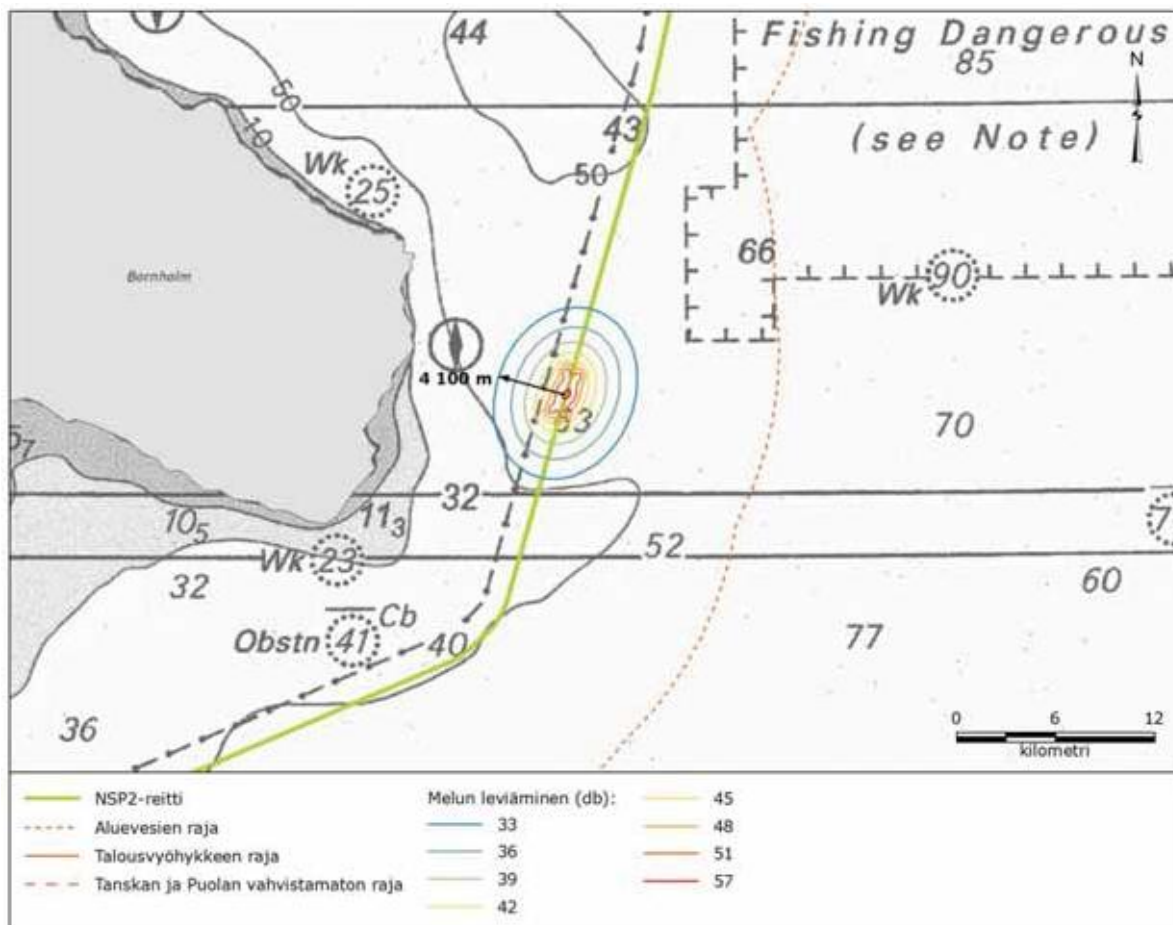 44
Fishing Dangerous
85
N
50
10
43
(see Note)
Wk 25
50
Bornholm
66
Wk 90
4 100 m
53
70
5₇
32
10₅
11₃
Wk 23
52
32
60
Cb
Obstn 41
40
77
36
0 6 12
kilometri
NSP2-reitti
Aluevesien raja
Talousvyöhykkeen raja
Tanskan ja Puolan vahvistamaton raja
Melun leviäminen (db):
33
36
39
42
45
48
51
57